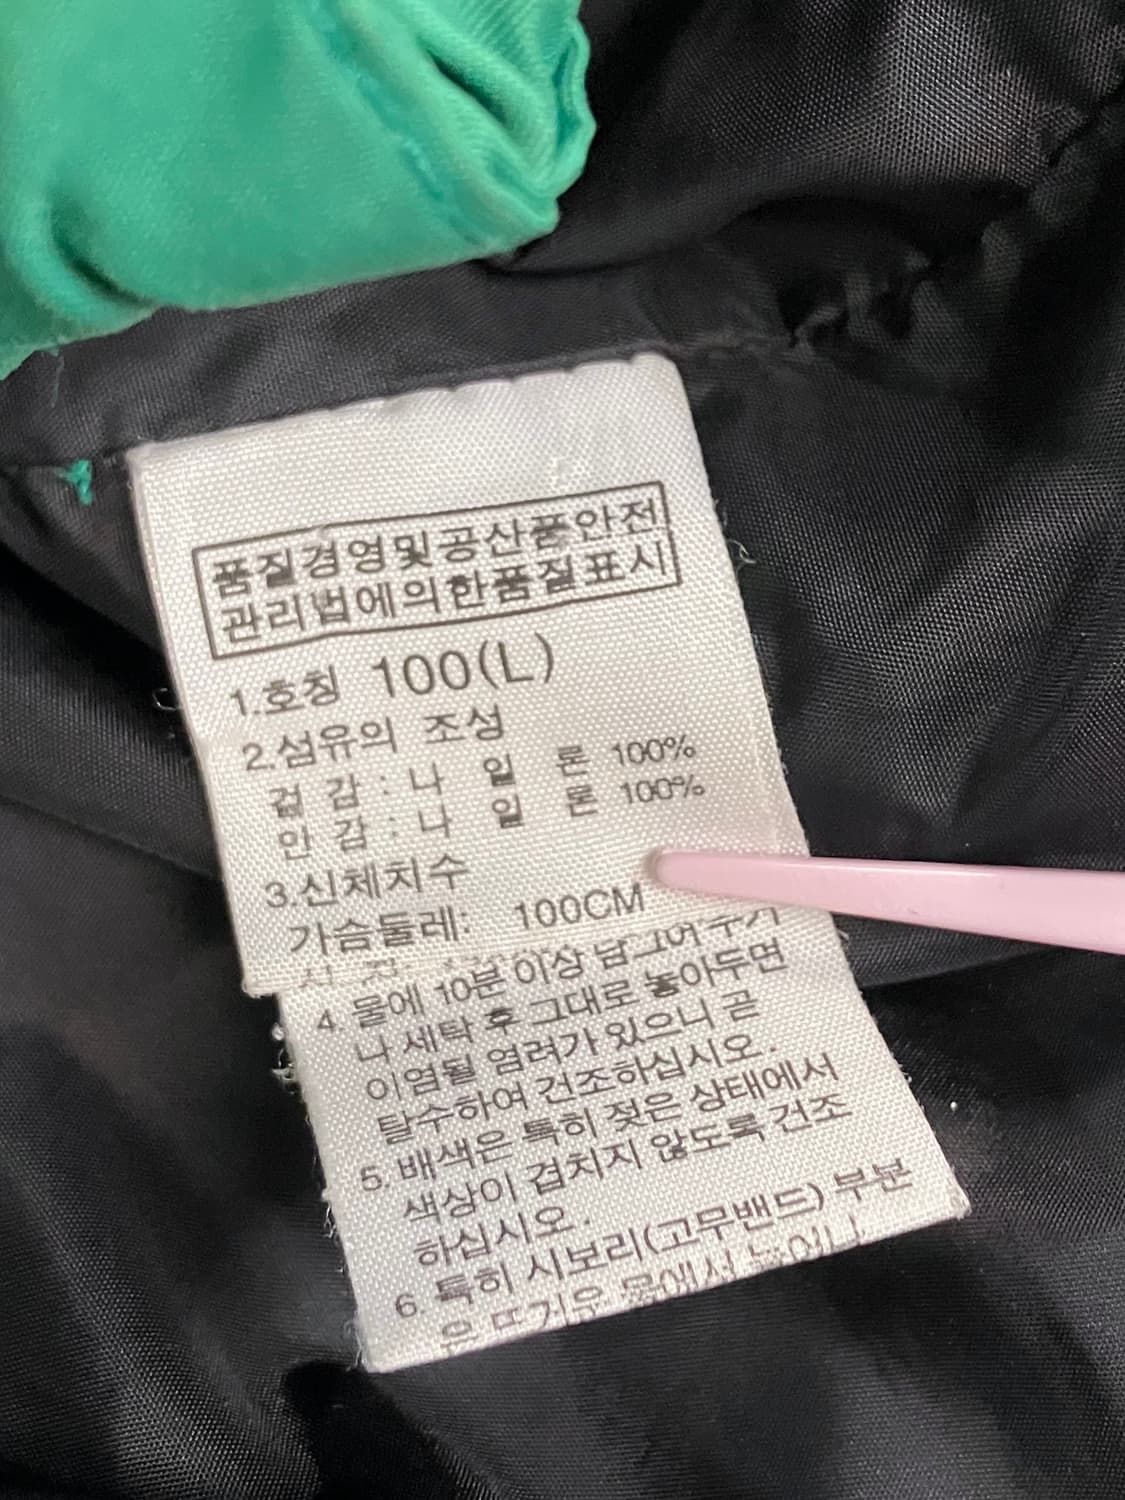 품질경영및공산품안전
관리법에의한품질표시
1.호칭 100(L)
2.섬유의 조성
겉 감 : 나 일 론 100%
안 감 : 나 일 론 100%
3.신체치수
가슴둘레: 100CM
4. 물에 10분 이상 담그어 두거
나 세탁 후 그대로 놓아두면
이염될 염려가 있으니 곧
탈수하여 건조하십시오.
5. 배색은 특히 젖은 상태에서
색상이 겹치지 않도록 건조
하십시오.
6. 특히 시보리(고무밴드) 부분
은 뜨거운 물에서